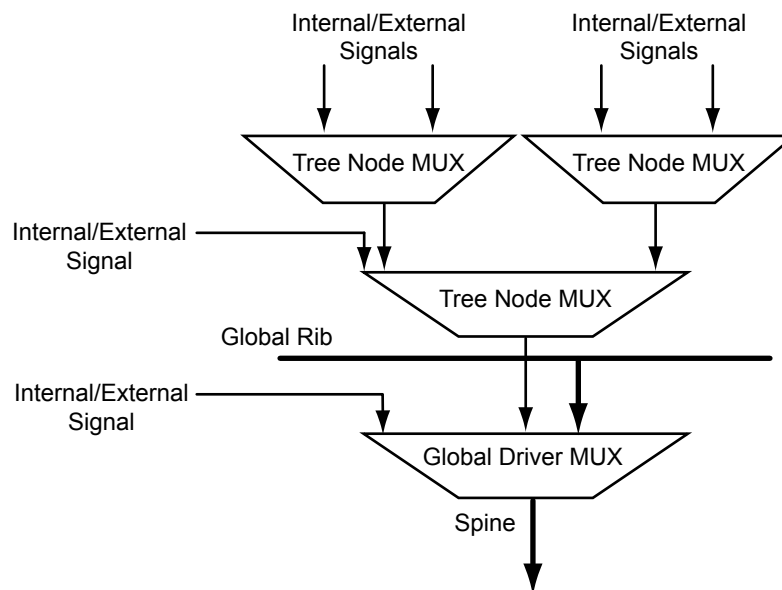 Internal/External
Signals
Internal/External
Signals
Tree Node MUX
Tree Node MUX
Internal/External
Signal
Tree Node MUX
Global Rib
Internal/External
Signal
Global Driver MUX
Spine